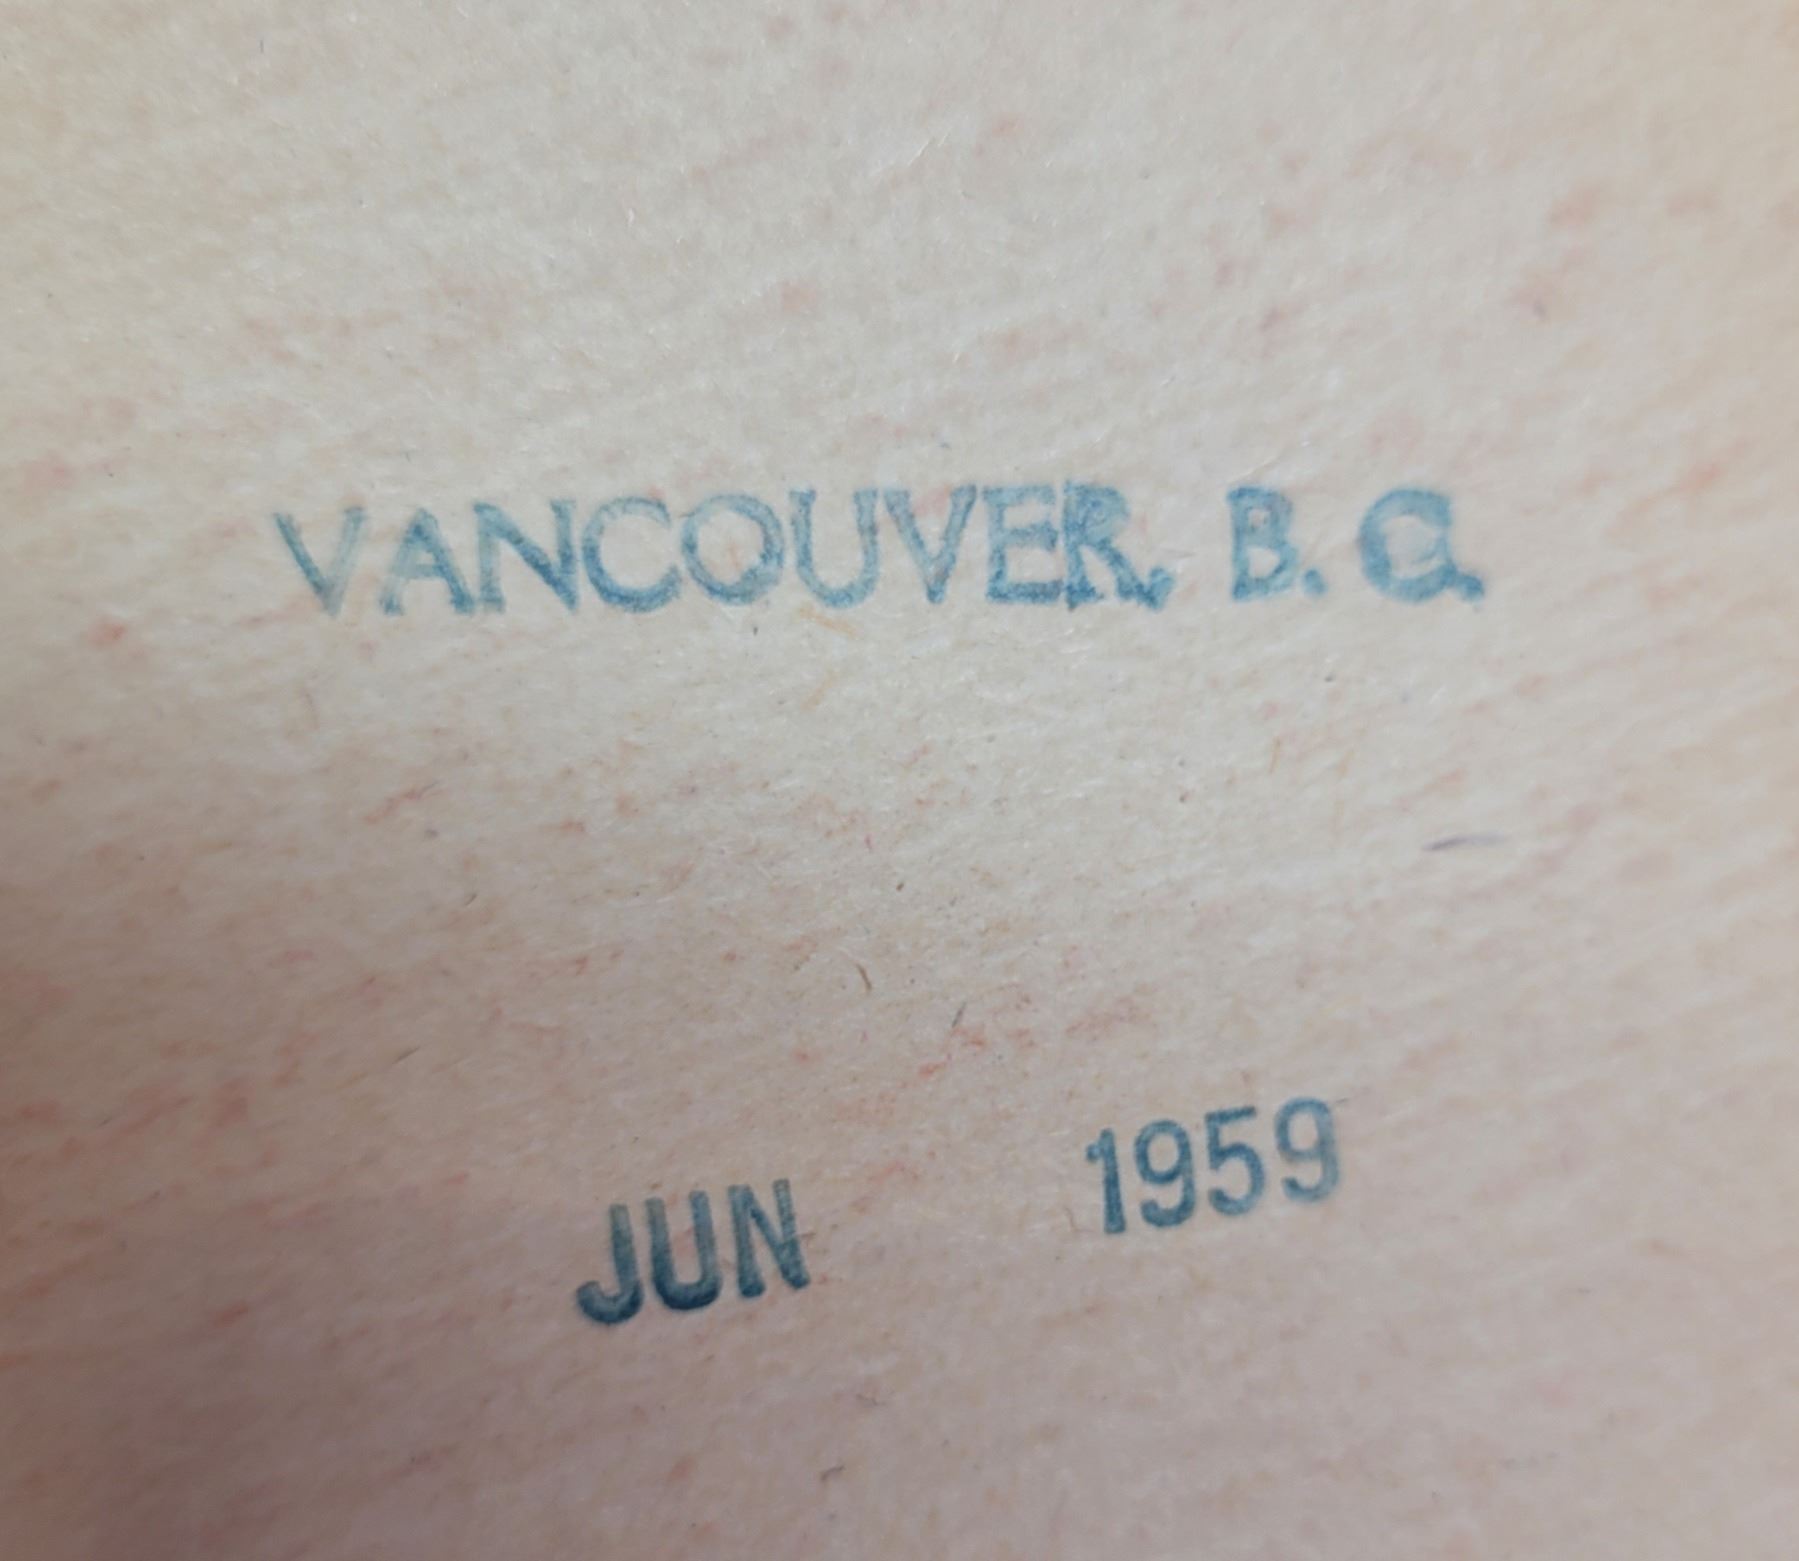 VANCOUVER, B. C.
JUN 1959